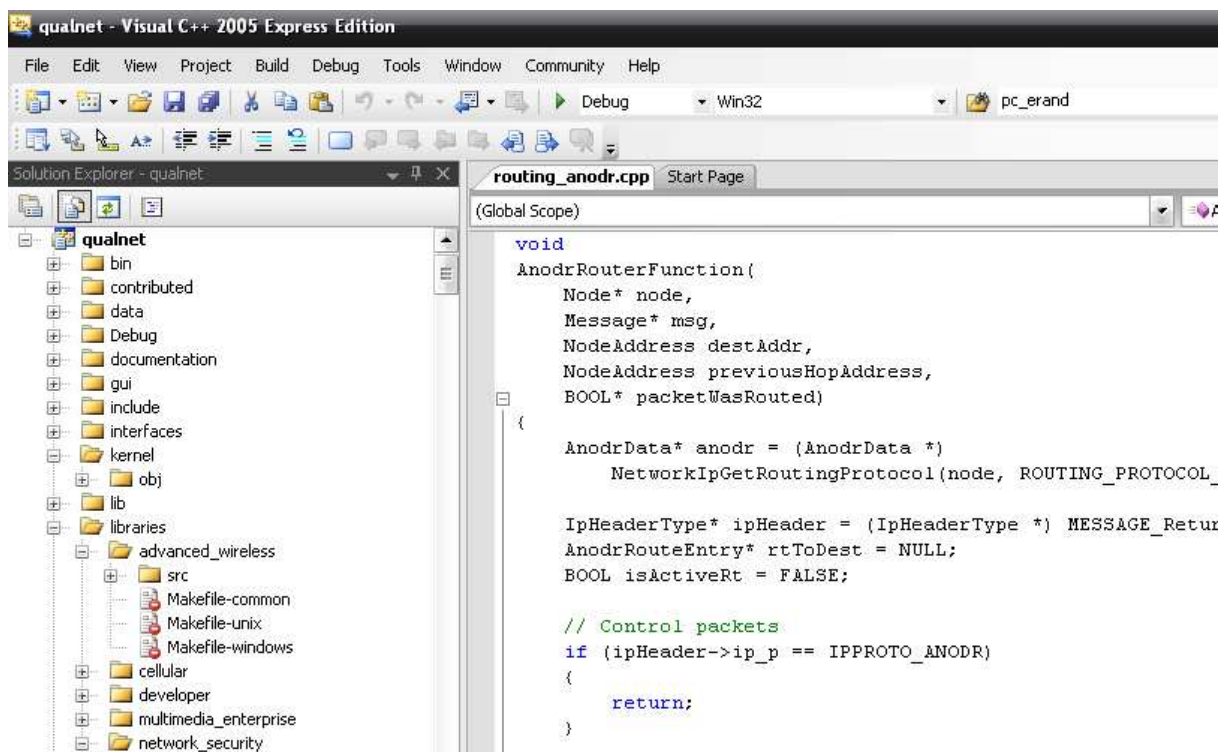 qualnet - Visual C++ 2005 Express Edition
File Edit View Project Build Debug Tools Window Community Help
Debug Win32 pc_erand
Solution Explorer - qualnet
routing_anodr.cpp Start Page
(Global Scope)
qualnet
bin
contributed
data
Debug
documentation
gui
include
interfaces
kernel
obj
lib
libraries
advanced_wireless
src
Makefile-common
Makefile-unix
Makefile-windows
cellular
developer
multimedia_enterprise
network_security
void
AnodrRouterFunction(
Node* node,
Message* msg,
NodeAddress destAddr,
NodeAddress previousHopAddress,
BOOL* packetWasRouted)
{
AnodrData* anodr = (AnodrData *)
NetworkIpGetRoutingProtocol(node, ROUTING_PROTOCOL_
IpHeaderType* ipHeader = (IpHeaderType *) MESSAGE_Retur
AnodrRouteEntry* rtToDest = NULL;
BOOL isActiveRt = FALSE;
// Control packets
if (ipHeader->ip_p == IPPROTO_ANODR)
{
return;
}